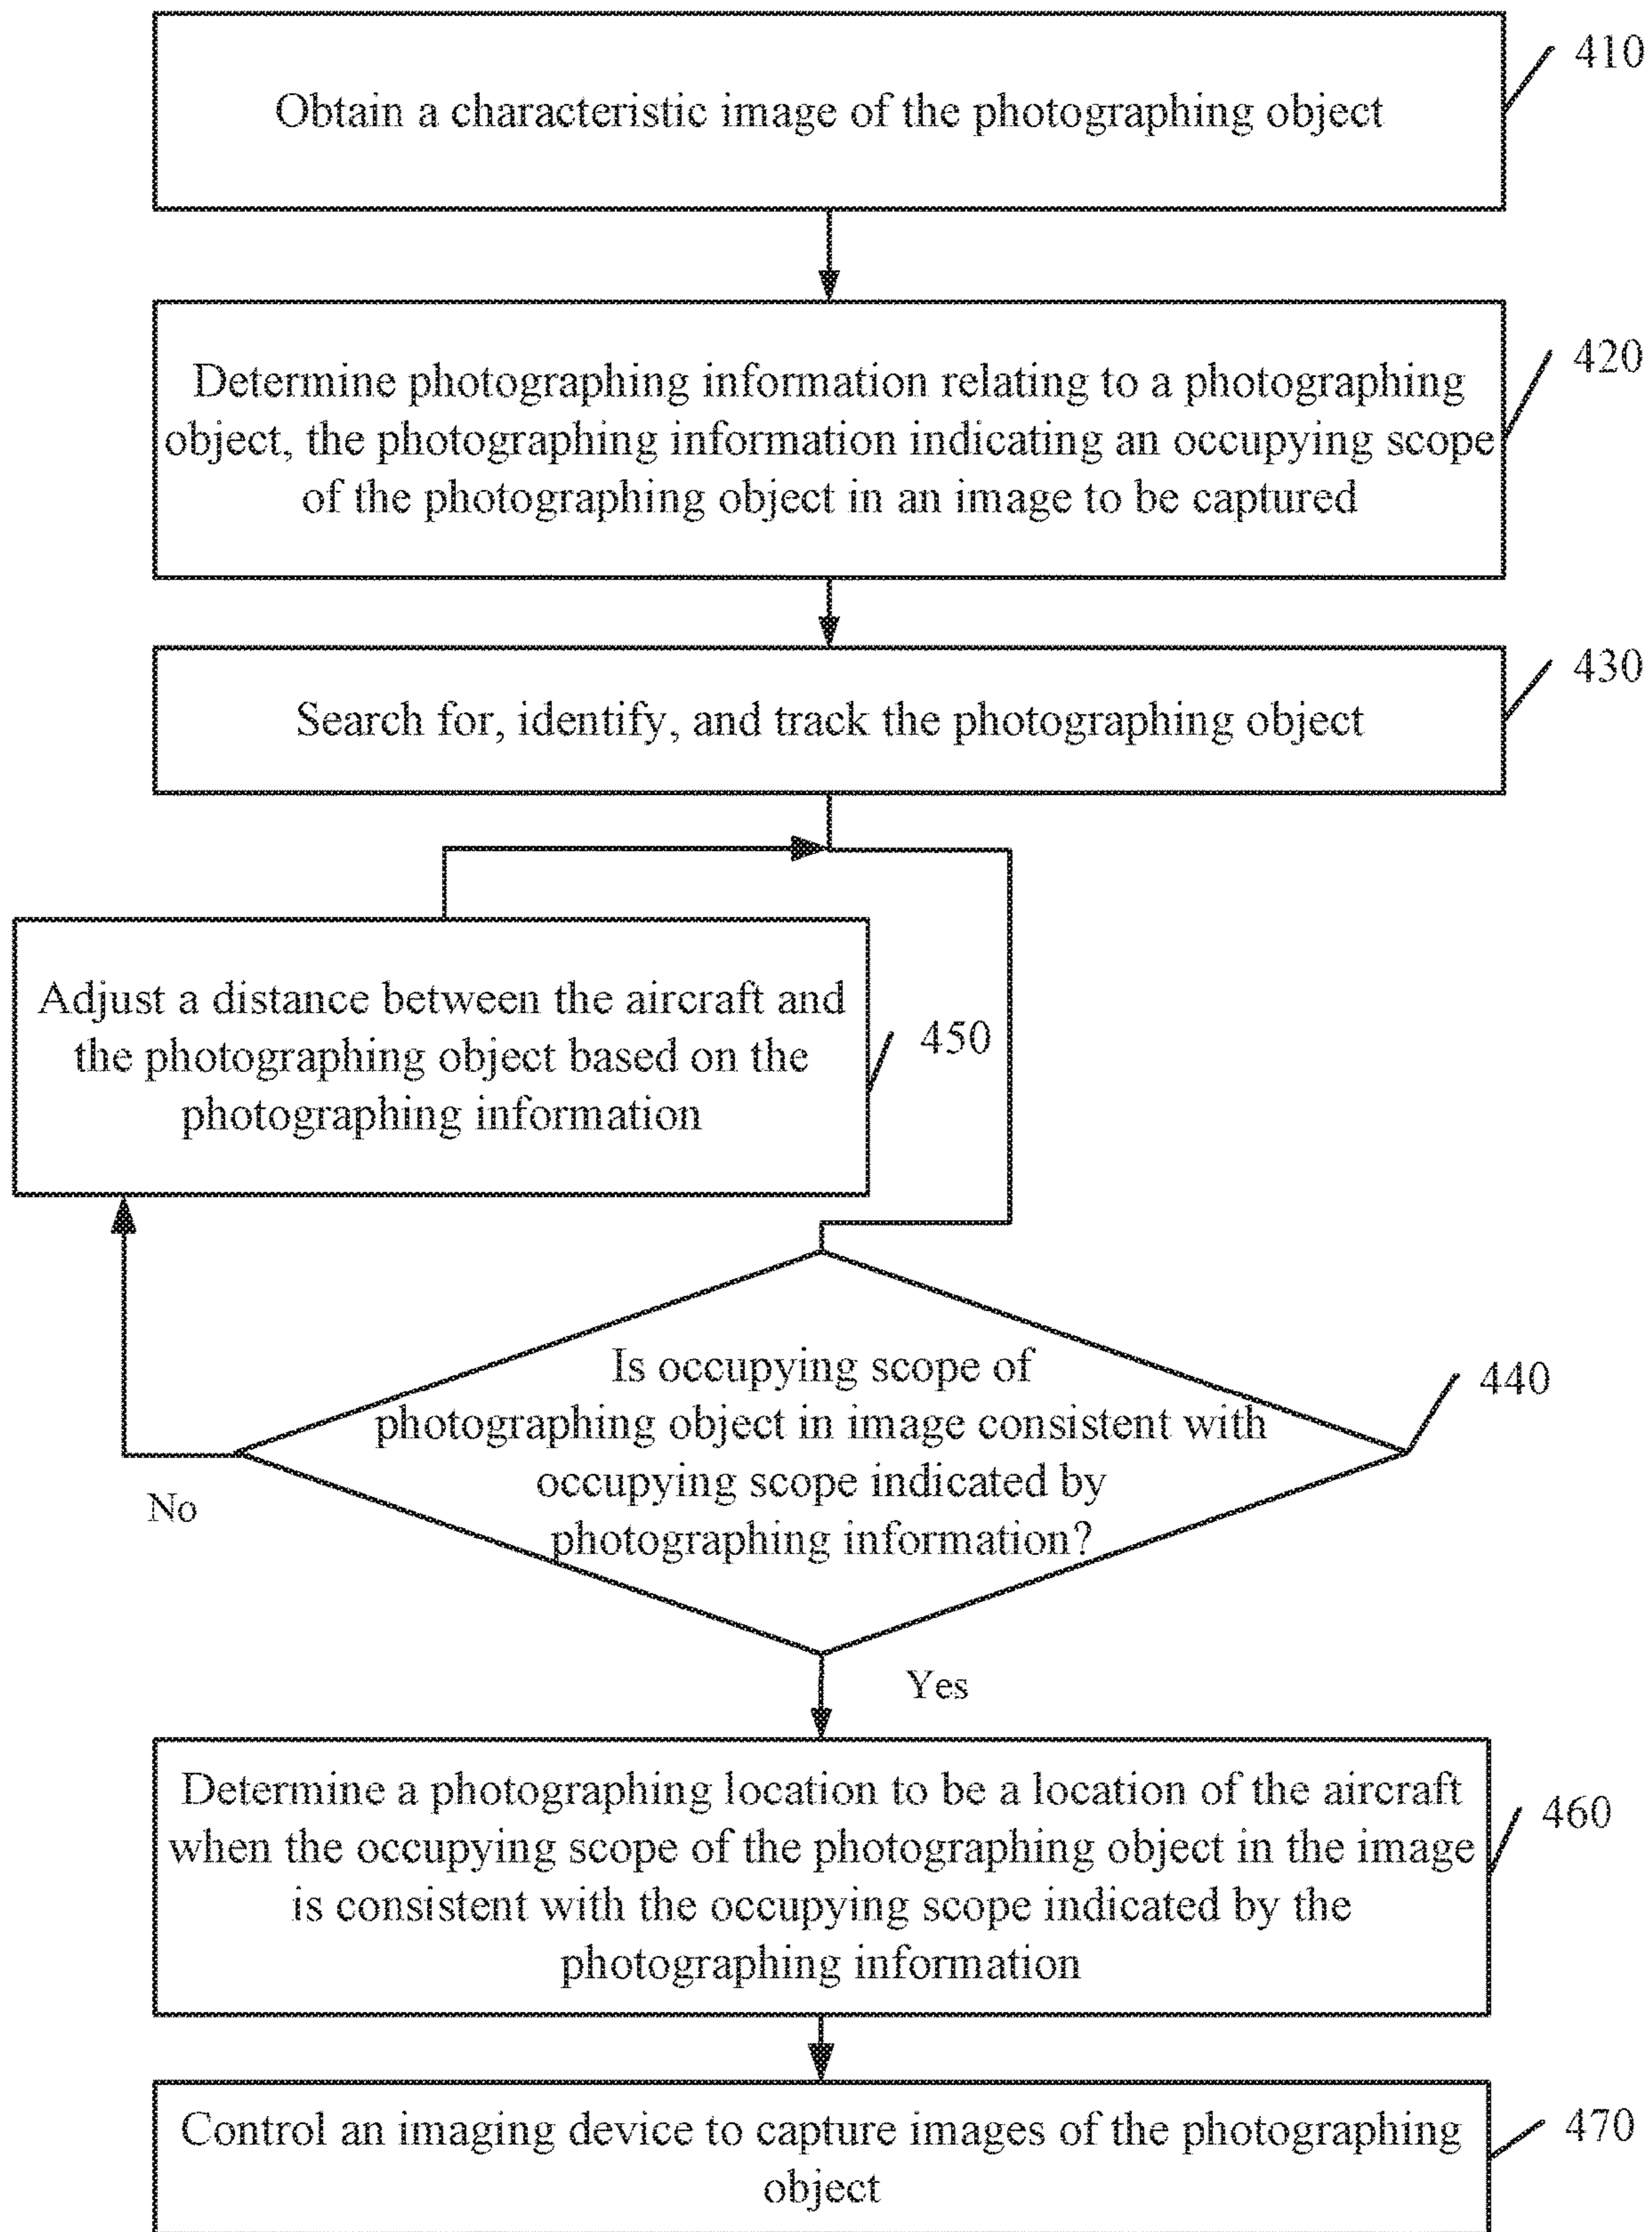 Obtain a characteristic image of the photographing object
410
Determine photographing information relating to a photographing
object, the photographing information indicating an occupying scope
of the photographing object in an image to be captured
420
Search for, identify, and track the photographing object
430
Adjust a distance between the aircraft and
the photographing object based on the
photographing information
450
Is occupying scope of
photographing object in image consistent with
occupying scope indicated by
photographing information?
440
No
Yes
Determine a photographing location to be a location of the aircraft
when the occupying scope of the photographing object in the image
is consistent with the occupying scope indicated by the
photographing information
460
Control an imaging device to capture images of the photographing
object
470